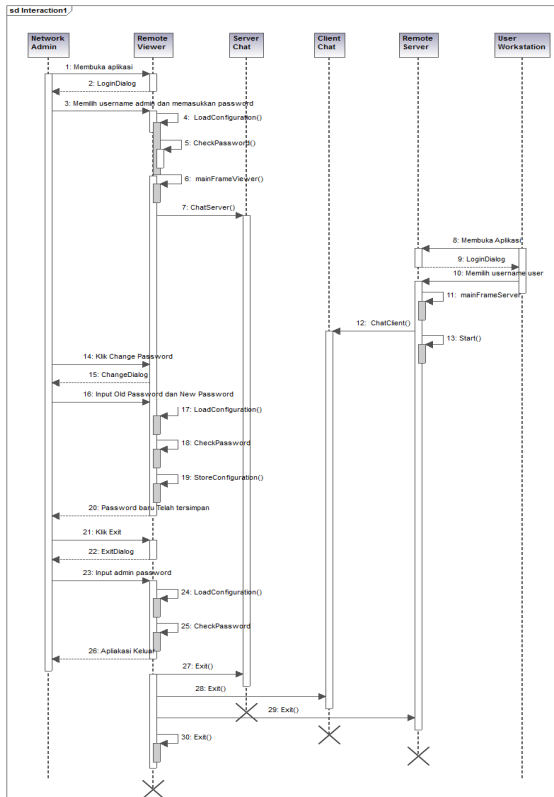 sd Interaction1
Network
Admin
Remote
Viewer
Server
Chat
Client
Chat
Remote
Server
User
Workstation
1: Membuka aplikasi
2: LoginDialog
3: Memilih username admin dan memasukkan password
4: LoadConfiguration()
5: CheckPassword()
6: mainFrameViewer()
7: ChatServer()
8: Membuka Aplikasi
9: LoginDialog
10: Memilih username user
11: mainFrameServer
12: ChatClient()
13: Start()
14: Klik Change Password
15: ChangeDialog
16: Input Old Password dan New Password
17: LoadConfiguration()
18: CheckPassword
19: StoreConfiguration()
20: Password baru Telah tersimpan
21: Klik Exit
22: ExitDialog
23: Input admin password
24: LoadConfiguration()
25: CheckPassword
26: Apliakasi Keluar
27: Exit()
28: Exit()
29: Exit()
30: Exit()